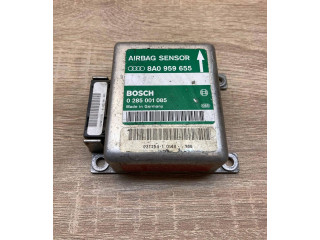 AIRBAG SENSOR
8A0 959 655
BOSCH
0 285 001 085
Made in Germany